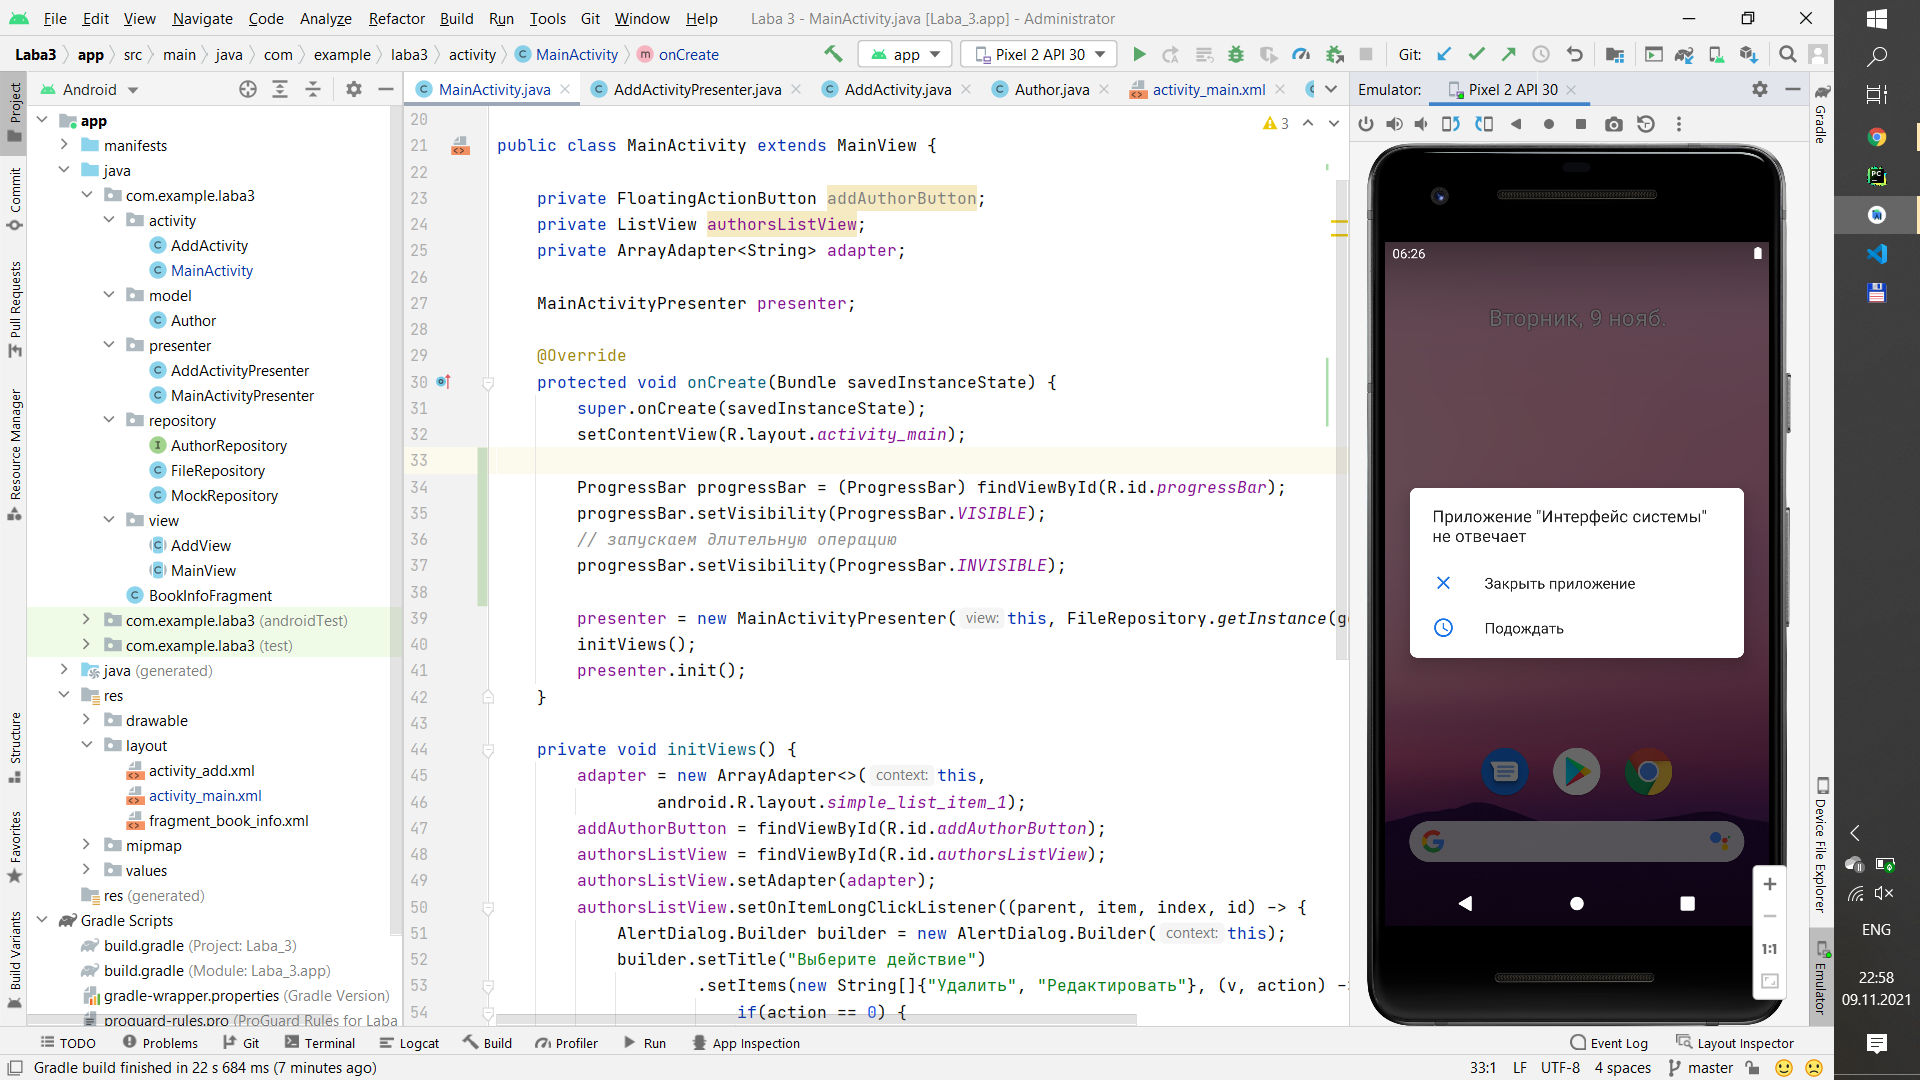 File Edit View Navigate Code Analyze Refactor Build Run Tools Git Window Help Laba 3 - MainActivity.java [Laba_3.app] - Administrator
Laba3 app src main java com example laba3 activity MainActivity onCreate app Pixel 2 API 30 Git:
Android
MainActivity.java AddActivityPresenter.java AddActivity.java Author.java activity_main.xml
Emulator: Pixel 2 API 30
Project
Commit
Pull Requests
Resource Manager
Structure
Favorites
Build Variants
app
manifests
java
com.example.laba3
activity
AddActivity
MainActivity
model
Author
presenter
AddActivityPresenter
MainActivityPresenter
repository
AuthorRepository
FileRepository
MockRepository
view
AddView
MainView
BookInfoFragment
com.example.laba3 (androidTest)
com.example.laba3 (test)
java (generated)
res
drawable
layout
activity_add.xml
activity_main.xml
fragment_book_info.xml
mipmap
values
res (generated)
Gradle Scripts
build.gradle (Project: Laba_3)
build.gradle (Module: Laba_3.app)
gradle-wrapper.properties (Gradle Version)
proguard-rules.pro (ProGuard Rules for Laba
3
20
21 public class MainActivity extends MainView {
22
23 private FloatingActionButton addAuthorButton;
24 private ListView authorsListView;
25 private ArrayAdapter<String> adapter;
26
27 MainActivityPresenter presenter;
28
29 @Override
30 protected void onCreate(Bundle savedInstanceState) {
31 super.onCreate(savedInstanceState);
32 setContentView(R.layout.activity_main);
33
34 ProgressBar progressBar = (ProgressBar) findViewById(R.id.progressBar);
35 progressBar.setVisibility(ProgressBar.VISIBLE);
36 // запускаем длительную операцию
37 progressBar.setVisibility(ProgressBar.INVISIBLE);
38
39 presenter = new MainActivityPresenter( view: this, FileRepository.getInstance(g
40 initViews();
41 presenter.init();
42 }
43
44 private void initViews() {
45 adapter = new ArrayAdapter<>( context: this,
46 android.R.layout.simple_list_item_1);
47 addAuthorButton = findViewById(R.id.addAuthorButton);
48 authorsListView = findViewById(R.id.authorsListView);
49 authorsListView.setAdapter(adapter);
50 authorsListView.setOnItemLongClickListener((parent, item, index, id) -> {
51 AlertDialog.Builder builder = new AlertDialog.Builder( context: this);
52 builder.setTitle("Выберите действие")
53 .setItems(new String[]{"Удалить", "Редактировать"}, (v, action) -
54 if(action == 0) {
06:26
Вторник, 9 нояб.
Приложение "Интерфейс системы"
не отвечает
Закрыть приложение
Подождать
1:1
Gradle
Device File Explorer
Emulator
ENG
22:58
09.11.2021
TODO Problems Git Terminal Logcat Build Profiler Run App Inspection Event Log Layout Inspector
Gradle build finished in 22 s 684 ms (7 minutes ago) 33:1 LF UTF-8 4 spaces master